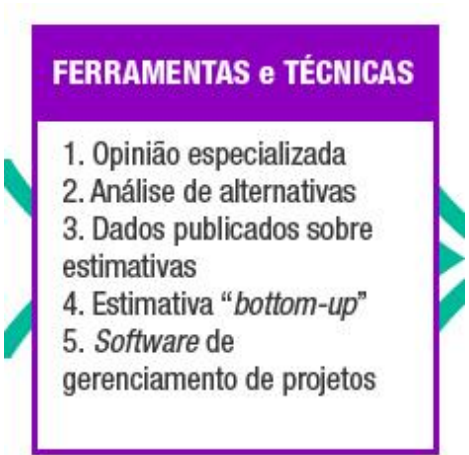 FERRAMENTAS e TÉCNICAS
1. Opinião especializada
2. Análise de alternativas
3. Dados publicados sobre
estimativas
4. Estimativa “bottom-up”
5. Software de
gerenciamento de projetos